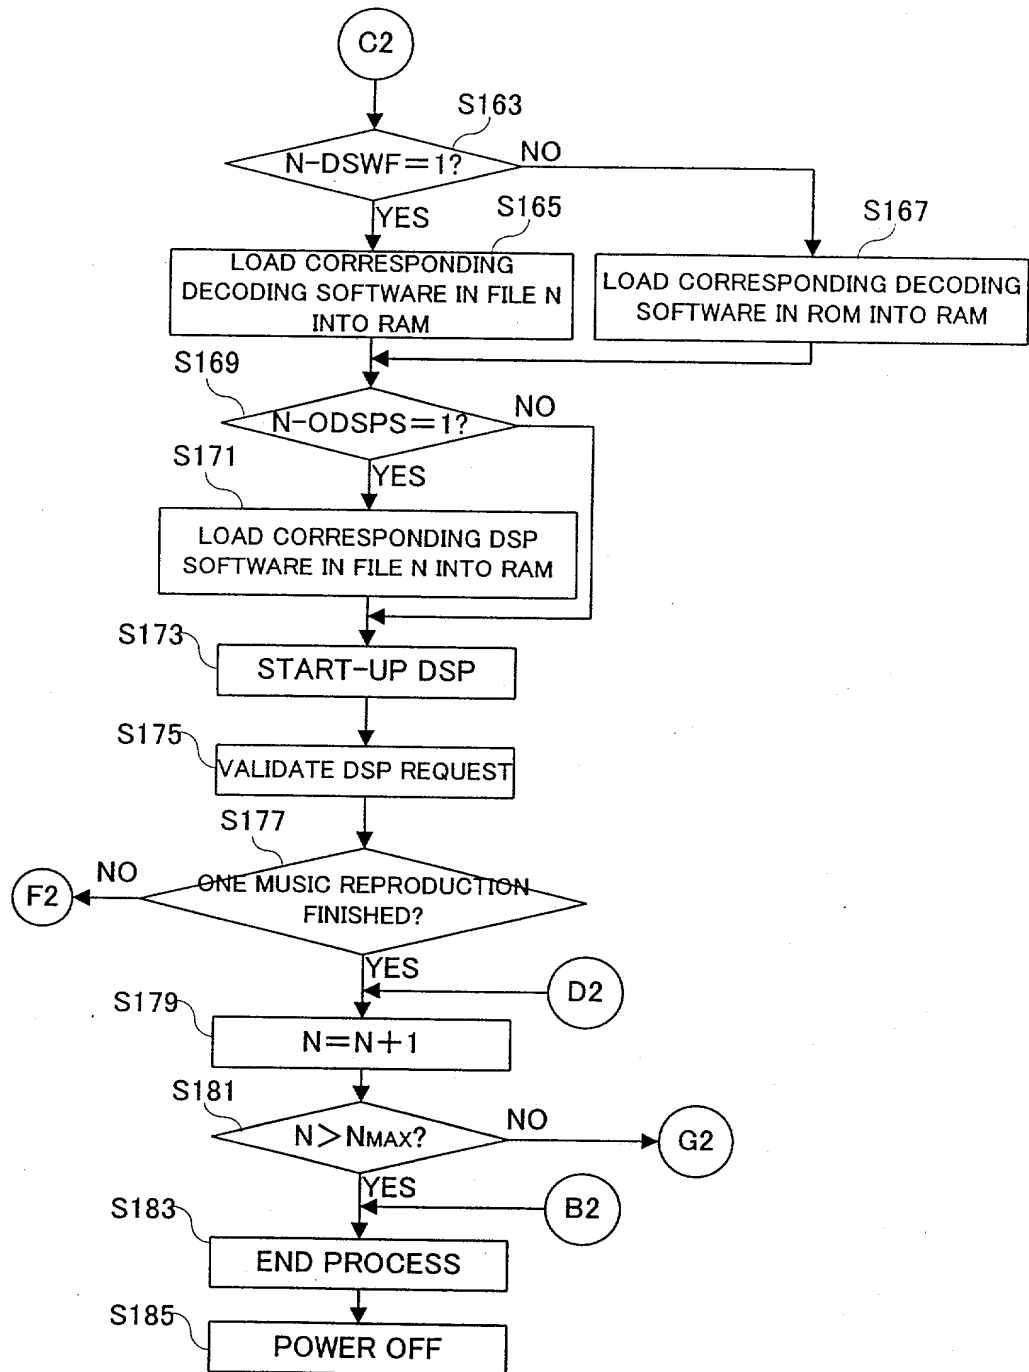 C2
S163
N-DSWF=1?
NO
YES
S165
S167
LOAD CORRESPONDING
DECODING SOFTWARE IN FILE N
INTO RAM
LOAD CORRESPONDING DECODING
SOFTWARE IN ROM INTO RAM
S169
N-ODSPS=1?
NO
S171
YES
LOAD CORRESPONDING DSP
SOFTWARE IN FILE N INTO RAM
S173
START-UP DSP
S175
VALIDATE DSP REQUEST
S177
NO
F2
ONE MUSIC REPRODUCTION
FINISHED?
YES
D2
S179
N=N+1
S181
N>NMAX?
NO
G2
YES
B2
S183
END PROCESS
S185
POWER OFF